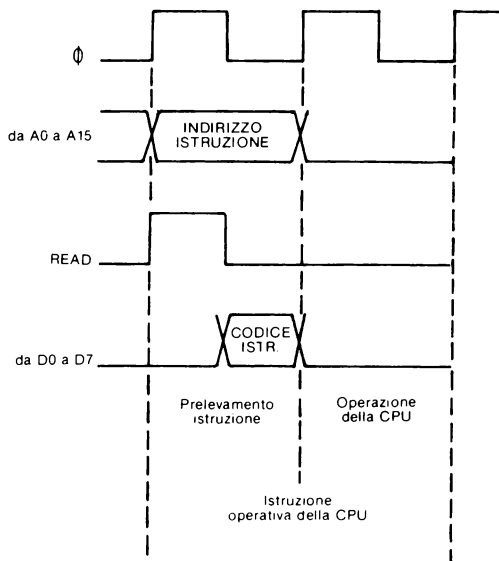 Φ
da A0 a A15
INDIRIZZO
ISTRUZIONE
READ
da D0 a D7
CODICE
ISTR.
Prelevamento
istruzione
Operazione
della CPU
Istruzione
operativa della CPU